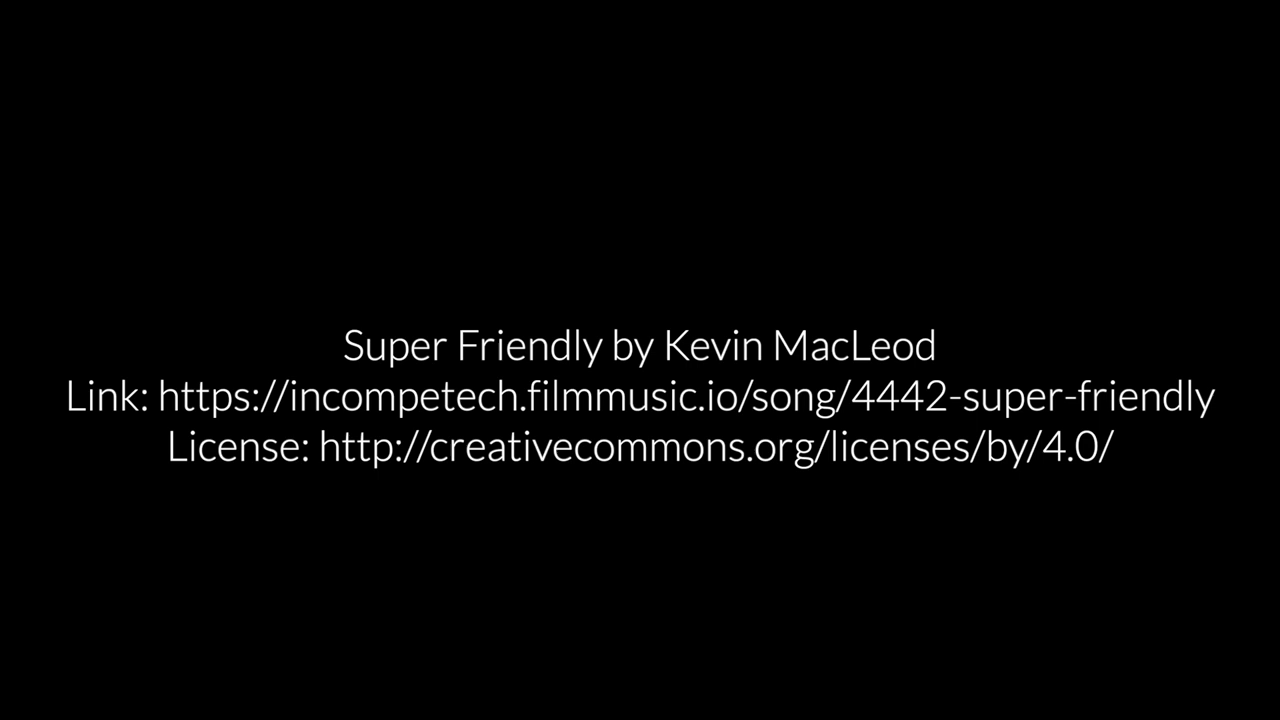 Super Friendly by Kevin MacLeod
Link: https://incompetech.filmmusic.io/song/4442-super-friendly
License: http://creativecommons.org/licenses/by/4.0/